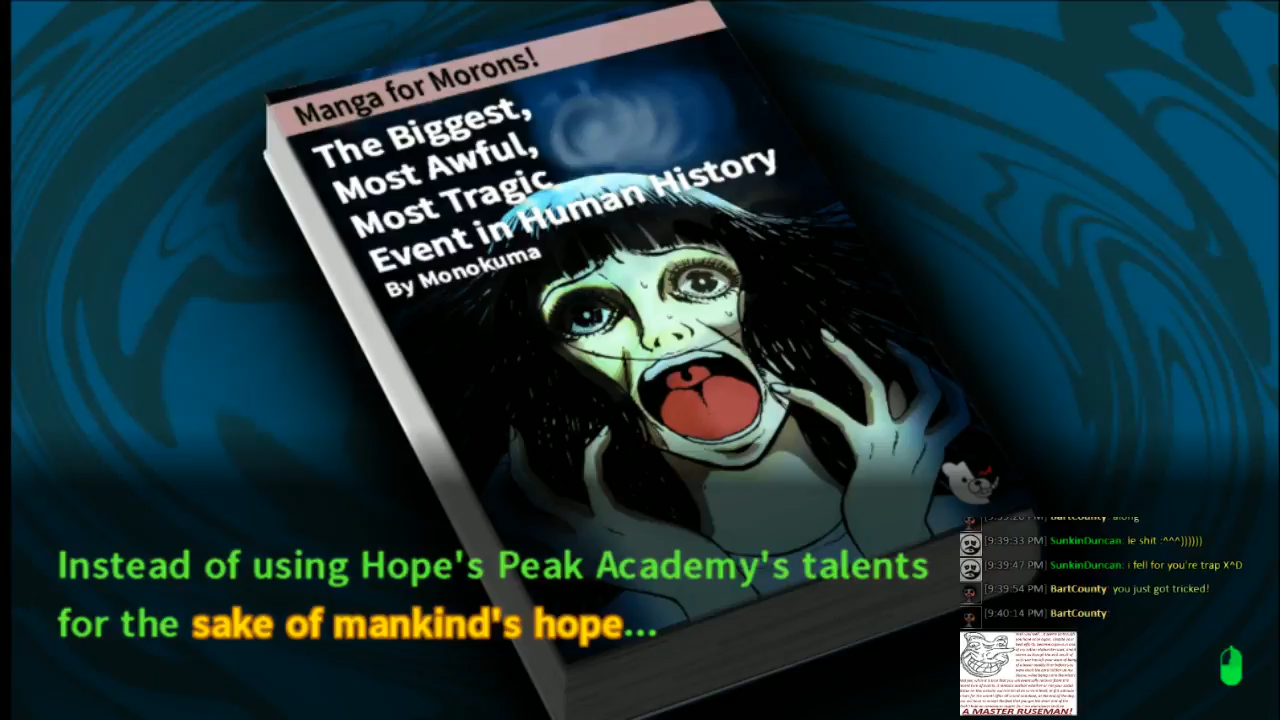 Manga for Morons!
The Biggest,
Most Awful,
Most Tragic
Event in Human History
By Monokuma
Instead of using Hope's Peak Academy's talents
for the sake of mankind's hope...
PM] BartCounty: along
[9:39:33 PM] SunkinDuncan: le shit :^^^))))))
[9:39:47 PM] SunkinDuncan: i fell for you're trap X^D
[9:39:54 PM] BartCounty: you just got tricked!
[9:40:14 PM] BartCounty:
A MASTER RUSEMAN!